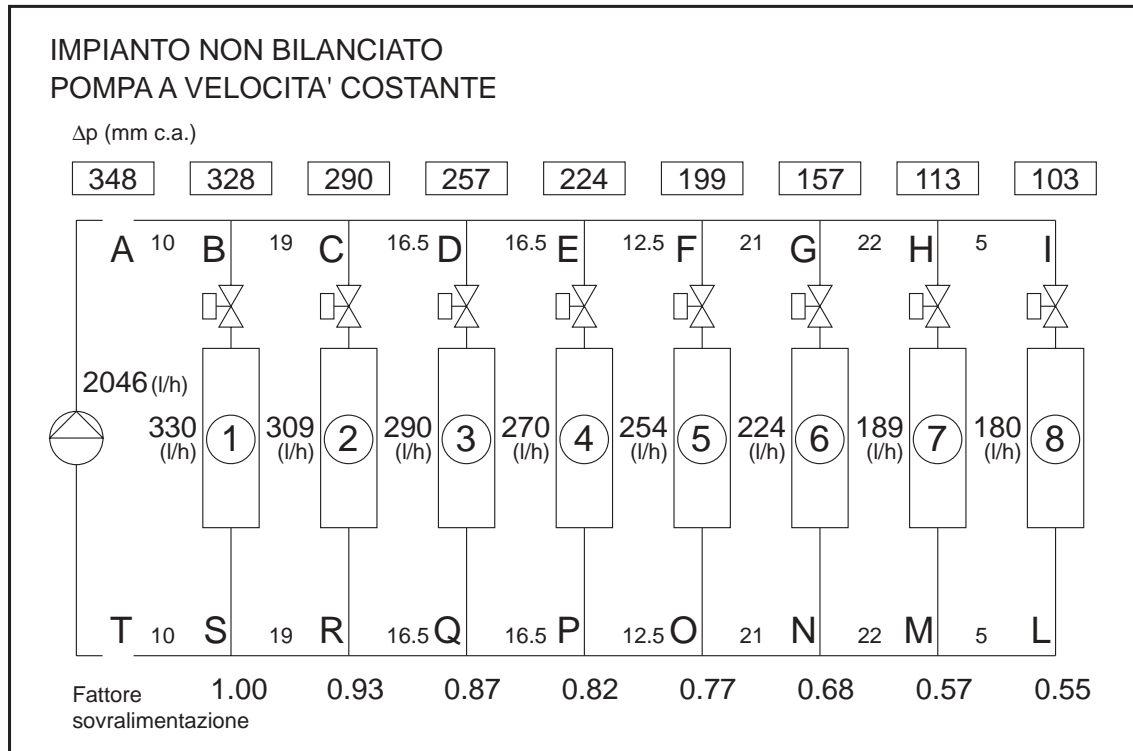 IMPIANTO NON BILANCIATO
POMPA A VELOCITA' COSTANTE
Δp (mm c.a.)
348 328 290 257 224 199 157 113 103
A 10 B 19 C 16.5 D 16.5 E 12.5 F 21 G 22 H 5 I
2046 (l/h)
330 (l/h) 1 309 (l/h) 2 290 (l/h) 3 270 (l/h) 4 254 (l/h) 5 224 (l/h) 6 189 (l/h) 7 180 (l/h) 8
T 10 S 19 R 16.5 Q 16.5 P 12.5 O 21 N 22 M 5 L
Fattore sovralimentazione 1.00 0.93 0.87 0.82 0.77 0.68 0.57 0.55